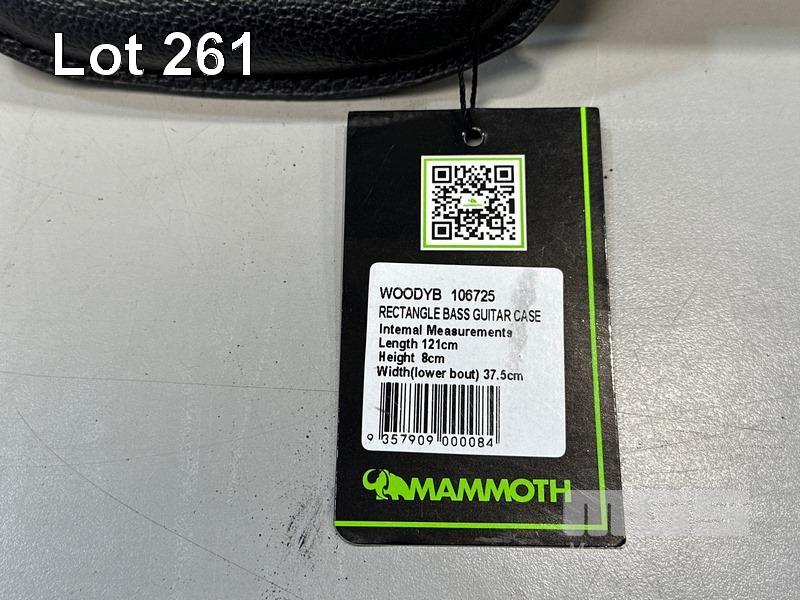 Lot 261
WOODYB 106725
RECTANGLE BASS GUITAR CASE
Internal Measurements
Length 121cm
Height 8cm
Width(lower bout) 37.5cm
9 357909 000084
MAMMOTH